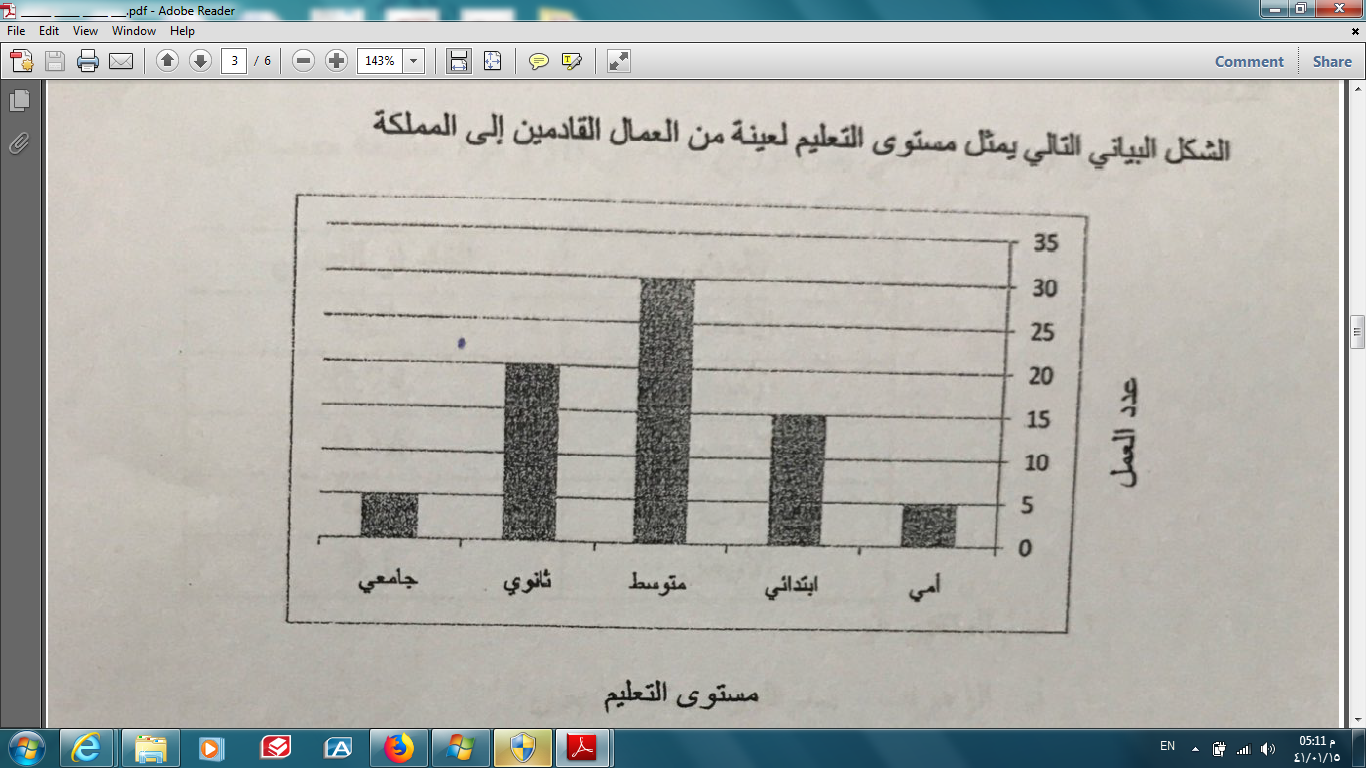 .pdf - Adobe Reader
File Edit View Window Help
3 / 6 143% Comment Share
الشكل البياني التالي يمثل مستوى التعليم لعينة من العمال القادمين إلى المملكة
35
30
25
20
15
10
5
0
عدد العمل
أمي ابتدائي متوسط ثانوي جامعي
مستوى التعليم
EN
05:11 م
٤١/٠١/١٥